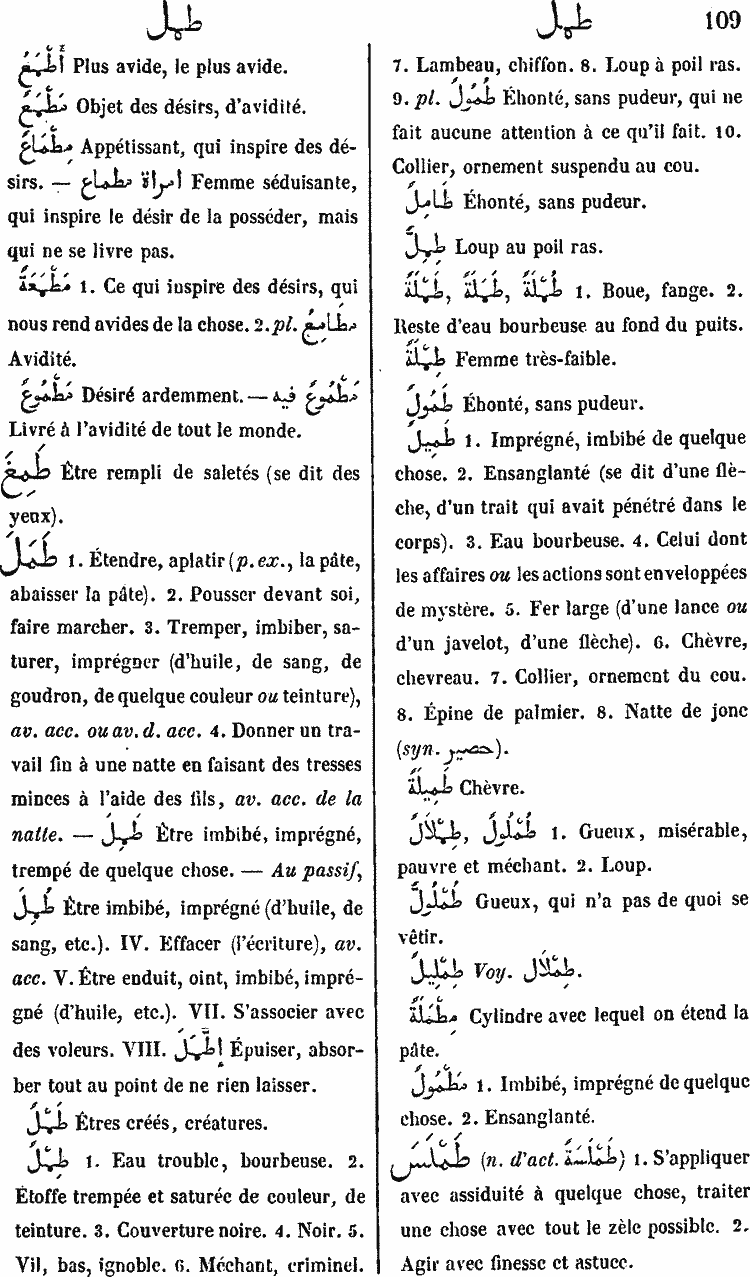 طمل
طمل 109
أَطْمَعُ Plus avide, le plus avide.
مَطْمَعٌ Objet des désirs, d'avidité.
مِطْمَاعٌ Appétissant, qui inspire des dé-
sirs. — امراة مطماع Femme séduisante,
qui inspire le désir de la posséder, mais
qui ne se livre pas.
مَطْمَعَةٌ 1. Ce qui inspire des désirs, qui
nous rend avides de la chose. 2. pl. مطامِعُ
Avidité.
مَطْمُوعٌ Désiré ardemment. — مَطْمُوعٌ فيه
Livré à l'avidité de tout le monde.
طَمِغَ Être rempli de saletés (se dit des
yeux).
طَمَلَ 1. Étendre, aplatir (p. ex., la pâte,
abaisser la pâte). 2. Pousser devant soi,
faire marcher. 3. Tremper, imbiber, sa-
turer, imprégner (d'huile, de sang, de
goudron, de quelque couleur ou teinture),
av. acc. ou av. d. acc. 4. Donner un tra-
vail fin à une natte en faisant des tresses
minces à l'aide des fils, av. acc. de la
natte. — طَمِلَ Être imbibé, imprégné,
trempé de quelque chose. — Au passif,
طُمِلَ Être imbibé, imprégné (d'huile, de
sang, etc.). IV. Effacer (l'écriture), av.
acc. V. Être enduit, oint, imbibé, impré-
gné (d'huile, etc.). VII. S'associer avec
des voleurs. VIII. إِطَّمَلَ Épuiser, absor-
ber tout au point de ne rien laisser.
طَمْلٌ Êtres créés, créatures.
طِمْلٌ 1. Eau trouble, bourbeuse. 2.
Étoffe trempée et saturée de couleur, de
teinture. 3. Couverture noire. 4. Noir. 5.
Vil, bas, ignoble. 6. Méchant, criminel.
7. Lambeau, chiffon. 8. Loup à poil ras.
9. pl. طُمُولٌ Éhonté, sans pudeur, qui ne
fait aucune attention à ce qu'il fait. 10.
Collier, ornement suspendu au cou.
طَامِلٌ Éhonté, sans pudeur.
طِمِلٌّ Loup au poil ras.
طَمْلَةٌ, طَمَلَةٌ, طُمْلَةٌ 1. Boue, fange. 2.
Reste d'eau bourbeuse au fond du puits.
طِمْلَةٌ Femme très-faible.
طَمُولٌ Éhonté, sans pudeur.
طَمِيلٌ 1. Imprégné, imbibé de quelque
chose. 2. Ensanglanté (se dit d'une flè-
che, d'un trait qui avait pénétré dans le
corps). 3. Eau bourbeuse. 4. Celui dont
les affaires ou les actions sont enveloppées
de mystère. 5. Fer large (d'une lance ou
d'un javelot, d'une flèche). 6. Chèvre,
chevreau. 7. Collier, ornement du cou.
8. Épine de palmier. 8. Natte de jonc
(syn. حصير).
طَمِيلَةٌ Chèvre.
طِمْلَالٌ, طُمْلُولٌ 1. Gueux, misérable,
pauvre et méchant. 2. Loup.
طُمْلُولٌ Gueux, qui n'a pas de quoi se
vêtir.
طِمْلِيلٌ Voy. طِمْلَال.
مِطْمَلَةٌ Cylindre avec lequel on étend la
pâte.
مَطْمُولٌ 1. Imbibé, imprégné de quelque
chose. 2. Ensanglanté.
طَمْلَسَ (n. d'act. طَمْلَسَةٌ) 1. S'appliquer
avec assiduité à quelque chose, traiter
une chose avec tout le zèle possible. 2.
Agir avec finesse et astuce.